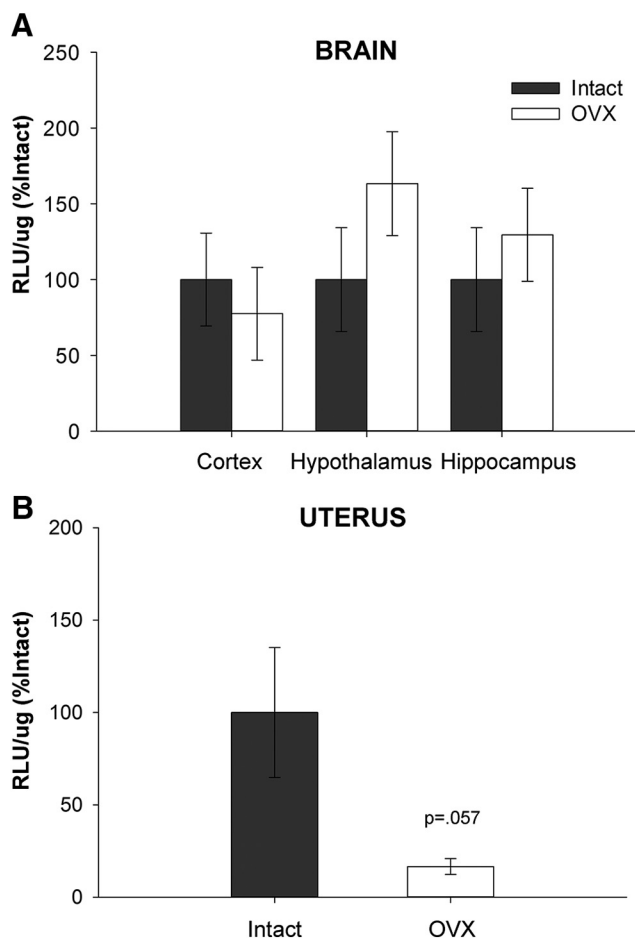 A
BRAIN
Intact
OVX
RLU/ug (%Intact)
250
200
150
100
50
0
Cortex Hypothalamus Hippocampus
B
UTERUS
RLU/ug (%Intact)
200
150
100
50
0
p=.057
Intact OVX